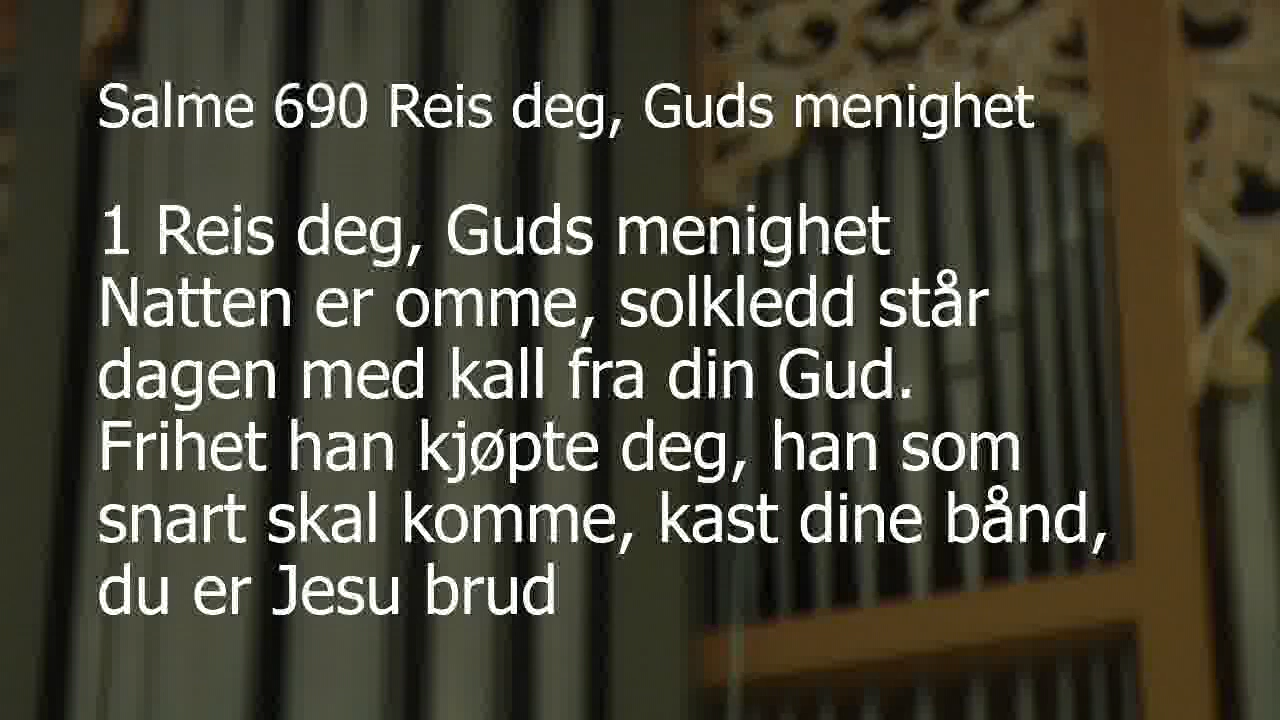 Salme 690 Reis deg, Guds menighet
1 Reis deg, Guds menighet
Natten er omme, solkledd står
dagen med kall fra din Gud.
Frihet han kjøpte deg, han som
snart skal komme, kast dine bånd,
du er Jesu brud